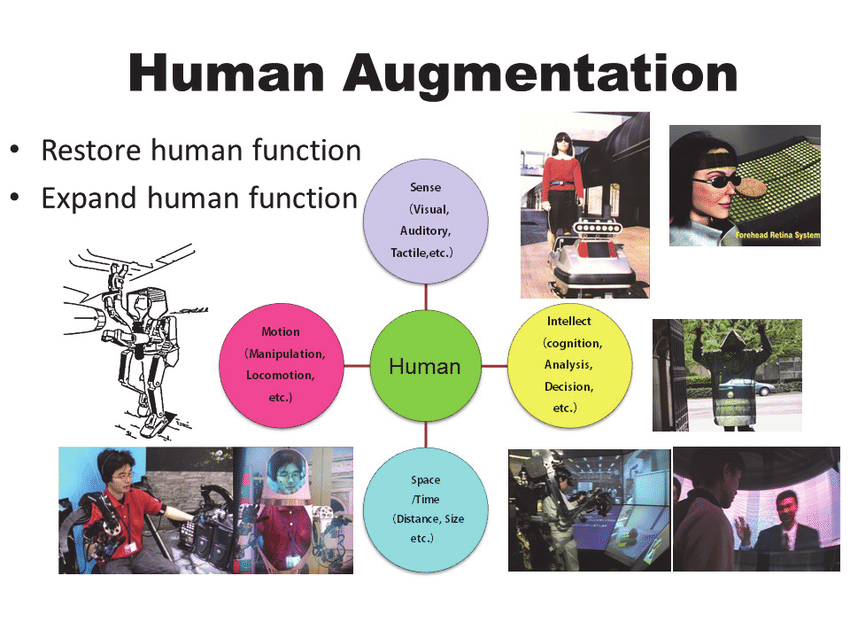 Human Augmentation
• Restore human function
• Expand human function
Sense
(Visual,
Auditory,
Tactile,etc.)
Forehead Retina System
Motion
(Manipulation,
Locomotion,
etc.)
Human
Intellect
(cognition,
Analysis,
Decision,
etc.)
Space
/Time
(Distance, Size
etc.)